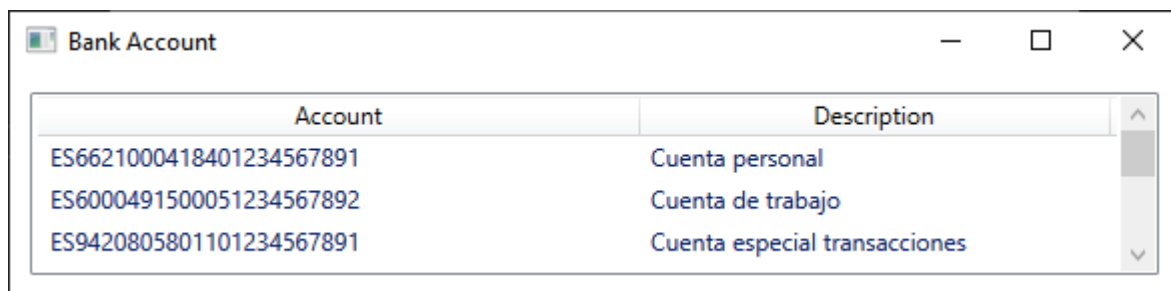 Bank Account
Account Description
ES6621000418401234567891 Cuenta personal
ES6000491500051234567892 Cuenta de trabajo
ES9420805801101234567891 Cuenta especial transacciones